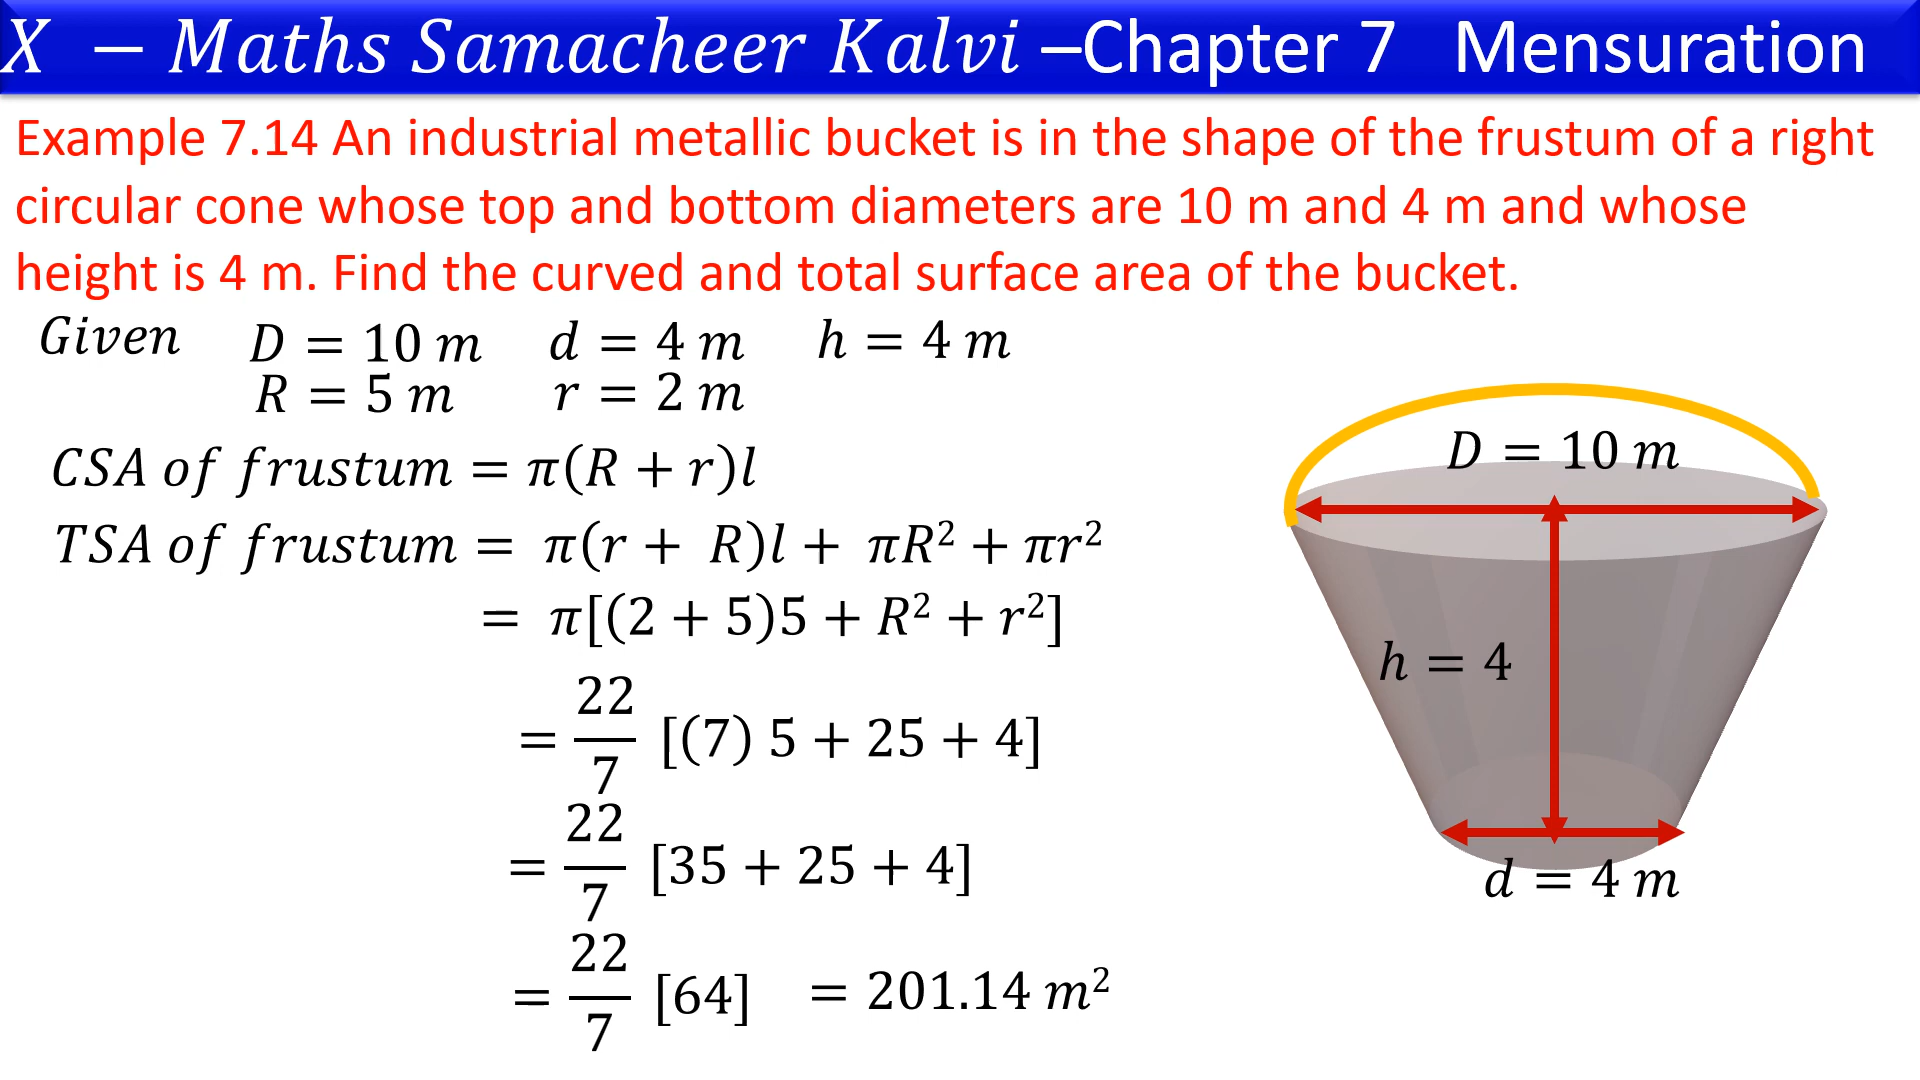 X – Maths Samacheer Kalvi –Chapter 7 Mensuration
Example 7.14 An industrial metallic bucket is in the shape of the frustum of a right
circular cone whose top and bottom diameters are 10 m and 4 m and whose
height is 4 m. Find the curved and total surface area of the bucket.
Given D = 10 m d = 4 m h = 4 m
R = 5 m r = 2 m
CSA of frustum = π(R + r)l
TSA of frustum = π(r + R)l + πR² + πr²
= π[(2 + 5)5 + R² + r²]
= 22/7 [(7) 5 + 25 + 4]
= 22/7 [35 + 25 + 4]
= 22/7 [64] = 201.14 m²
D = 10 m
h = 4
d = 4 m